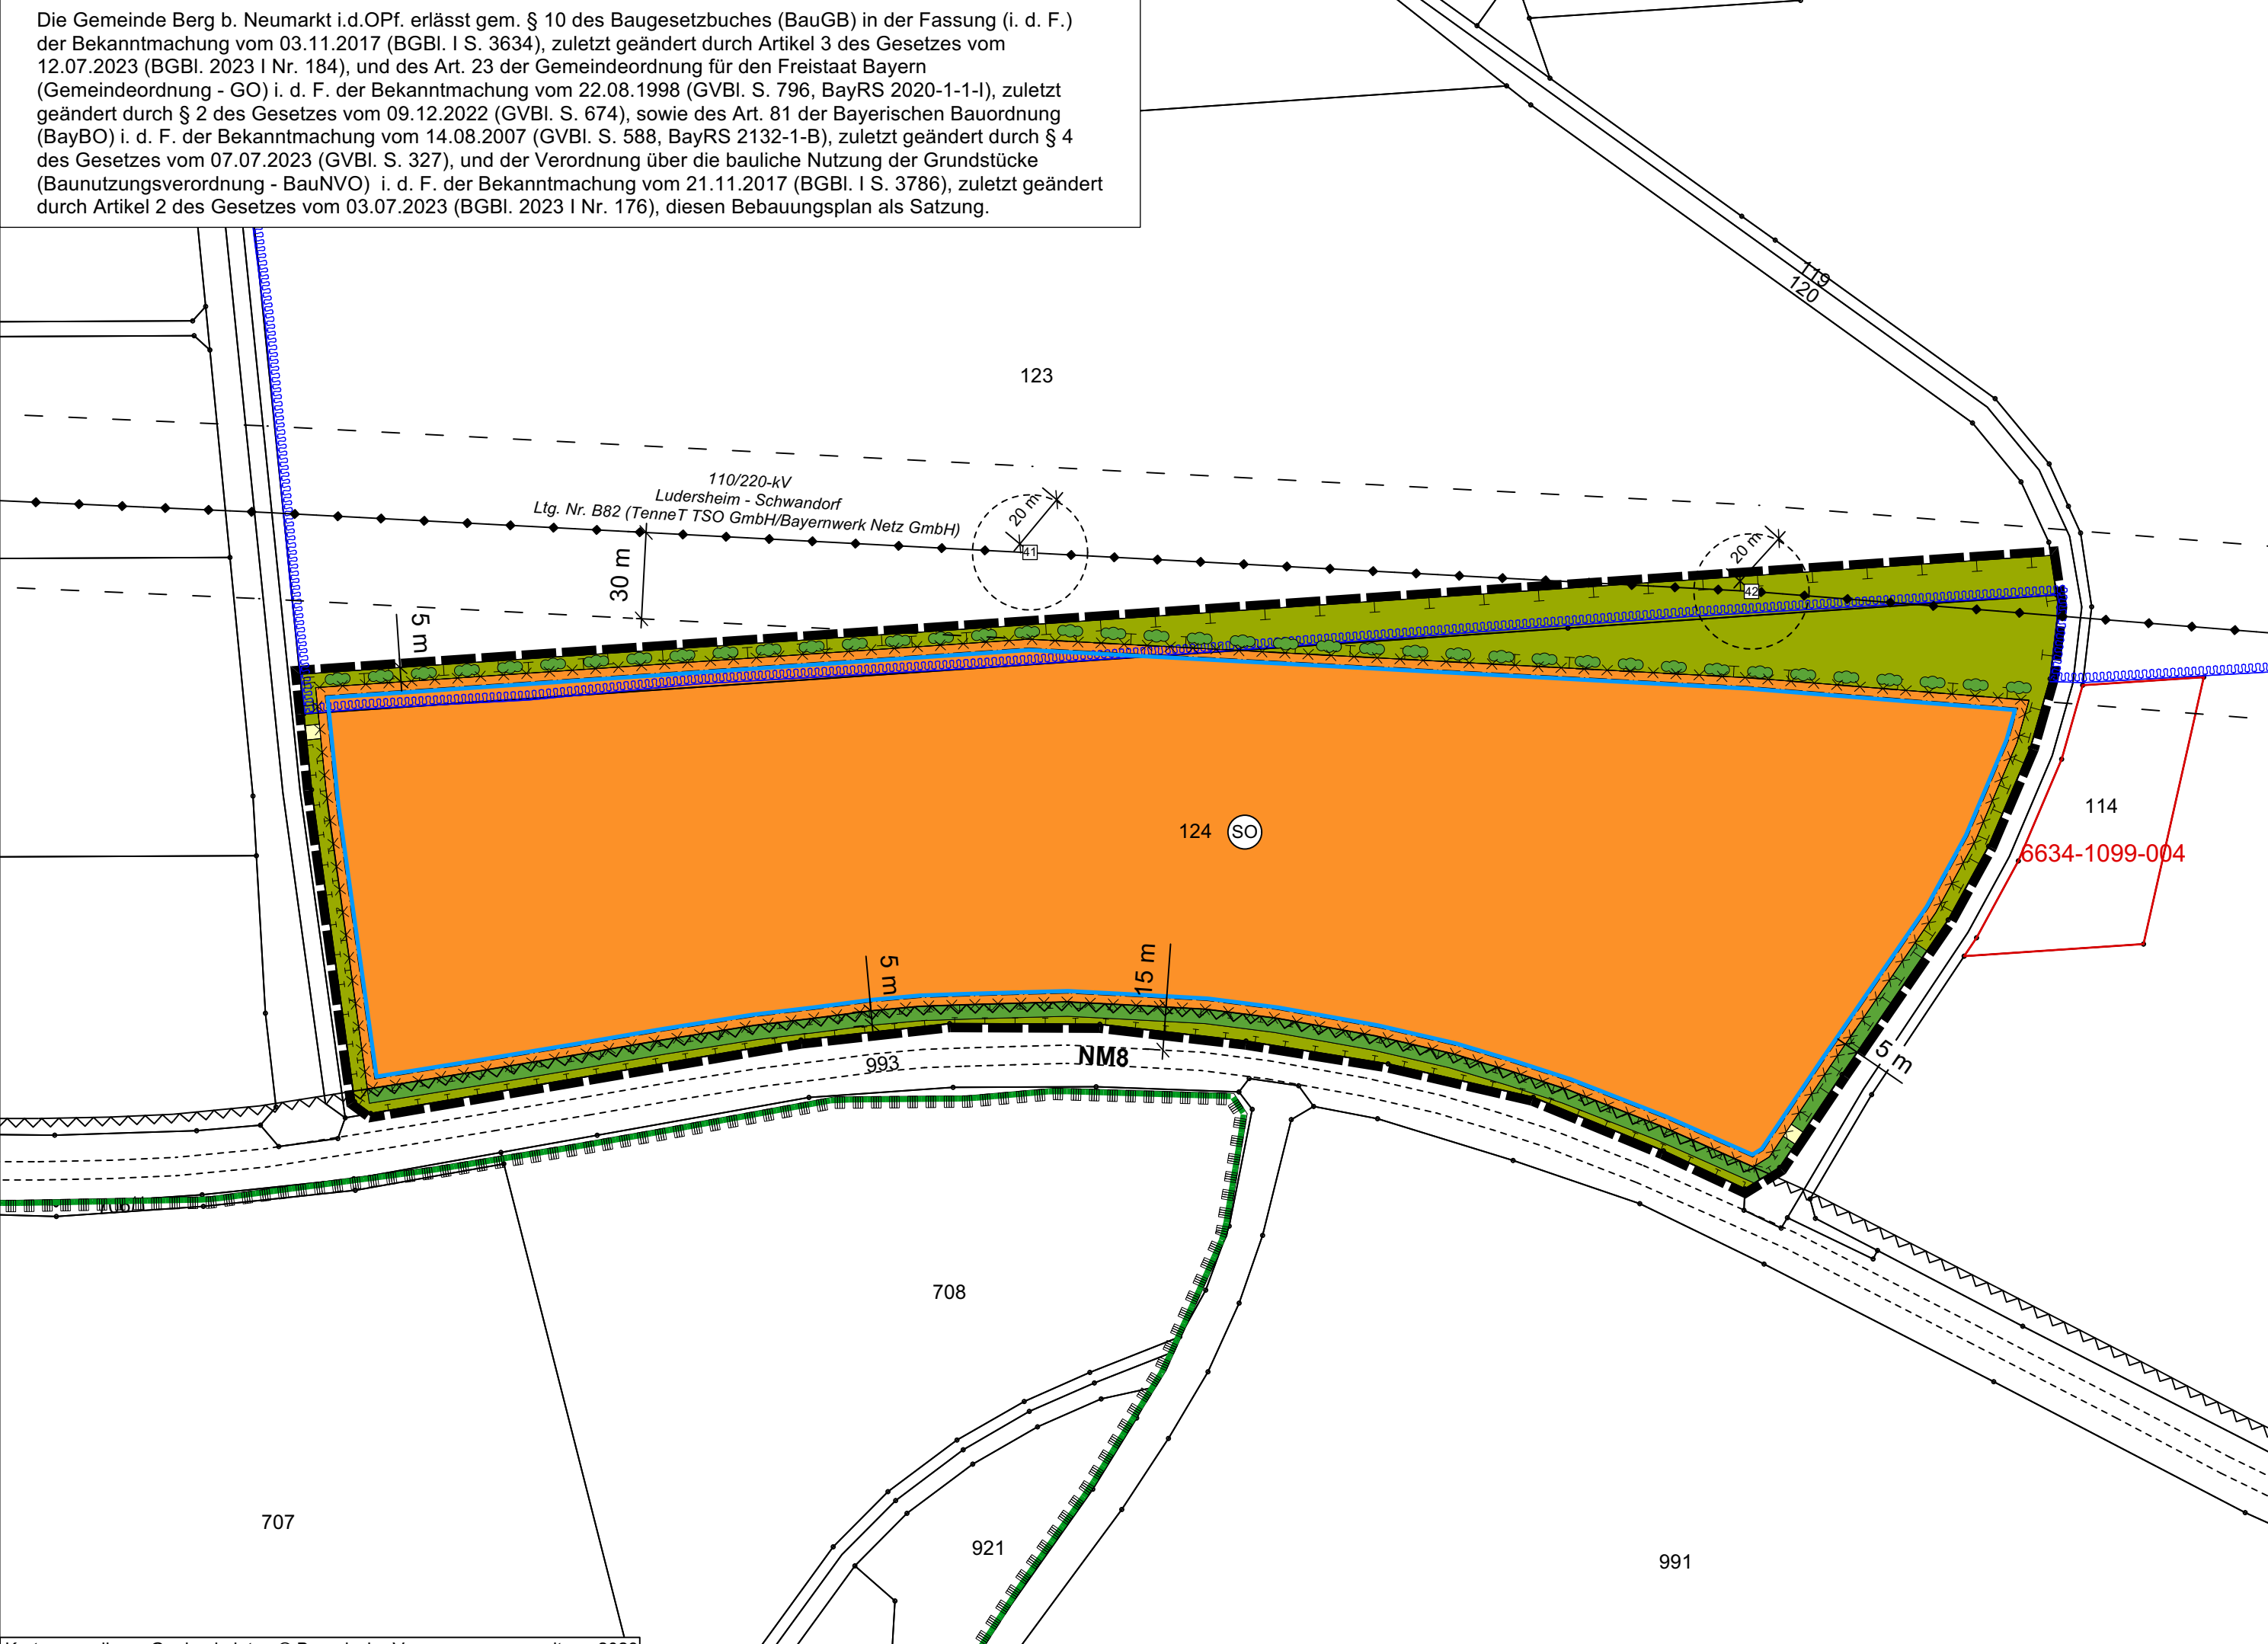 Die Gemeinde Berg b. Neumarkt i.d.OPf. erlässt gem. § 10 des Baugesetzbuches (BauGB) in der Fassung (i. d. F.)
der Bekanntmachung vom 03.11.2017 (BGBl. I S. 3634), zuletzt geändert durch Artikel 3 des Gesetzes vom
12.07.2023 (BGBl. 2023 I Nr. 184), und des Art. 23 der Gemeindeordnung für den Freistaat Bayern
(Gemeindeordnung - GO) i. d. F. der Bekanntmachung vom 22.08.1998 (GVBl. S. 796, BayRS 2020-1-1-I), zuletzt
geändert durch § 2 des Gesetzes vom 09.12.2022 (GVBl. S. 674), sowie des Art. 81 der Bayerischen Bauordnung
(BayBO) i. d. F. der Bekanntmachung vom 14.08.2007 (GVBl. S. 588, BayRS 2132-1-B), zuletzt geändert durch § 4
des Gesetzes vom 07.07.2023 (GVBl. S. 327), und der Verordnung über die bauliche Nutzung der Grundstücke
(Baunutzungsverordnung - BauNVO) i. d. F. der Bekanntmachung vom 21.11.2017 (BGBl. I S. 3786), zuletzt geändert
durch Artikel 2 des Gesetzes vom 03.07.2023 (BGBl. 2023 I Nr. 176), diesen Bebauungsplan als Satzung.
119
120
123
110/220-kV
Ludersheim - Schwandorf
Ltg. Nr. B82 (TenneT TSO GmbH/Bayernwerk Netz GmbH)
20 m
41
20 m
42
30 m
5 m
114
124
SO
6634-1099-004
5 m
15 m
5 m
NM8
993
708
707
921
991